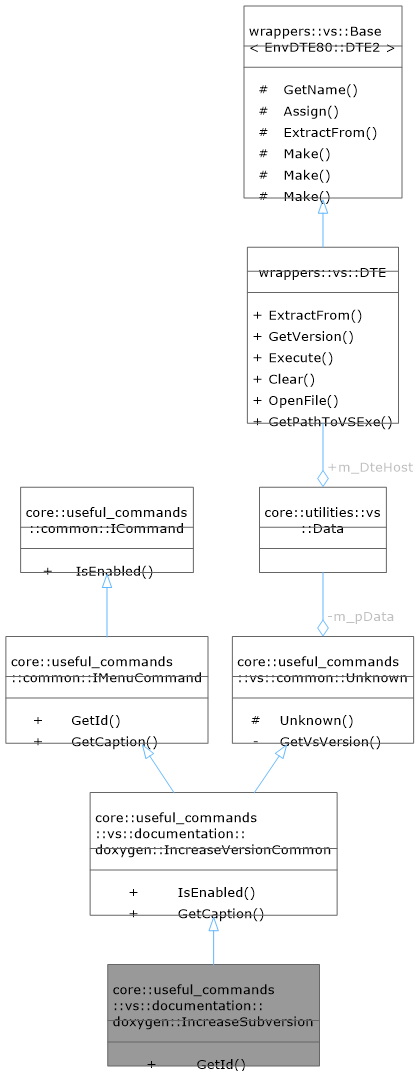 wrappers::vs::Base
< EnvDTE80::DTE2 >
# GetName()
# Assign()
# ExtractFrom()
# Make()
# Make()
# Make()
wrappers::vs::DTE
+ ExtractFrom()
+ GetVersion()
+ Execute()
+ Clear()
+ OpenFile()
+ GetPathToVSExe()
+m_DteHost
core::useful_commands
::common::ICommand
+ IsEnabled()
core::utilities::vs
::Data
-m_pData
core::useful_commands
::common::IMenuCommand
+ GetId()
+ GetCaption()
core::useful_commands
::vs::common::Unknown
# Unknown()
- GetVsVersion()
core::useful_commands
::vs::documentation::
doxygen::IncreaseVersionCommon
+ IsEnabled()
+ GetCaption()
core::useful_commands
::vs::documentation::
doxygen::IncreaseSubversion
+ GetId()